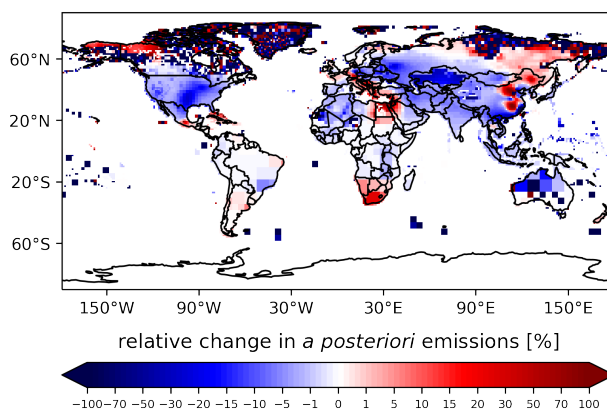 60°N
20°N
20°S
60°S
150°W 90°W 30°W 30°E 90°E 150°E
relative change in a posteriori emissions [%]
−100 −70 −50 −30 −20 −15 −10 −5 −1 0 1 5 10 15 20 30 50 70 100